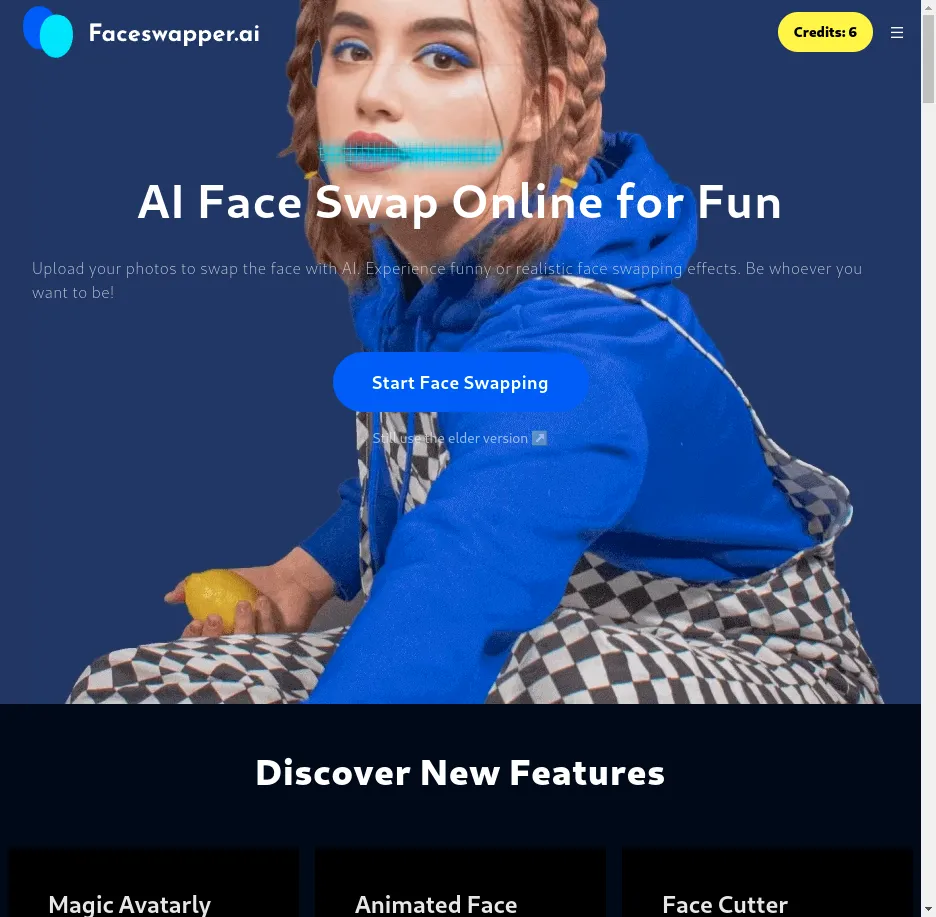 Faceswapper.ai
Credits: 6
AI Face Swap Online for Fun
Upload your photos to swap the face with AI. Experience funny or realistic face swapping effects. Be whoever you
want to be!
Start Face Swapping
Still use the elder version
Discover New Features
Magic Avatarly
Animated Face
Face Cutter